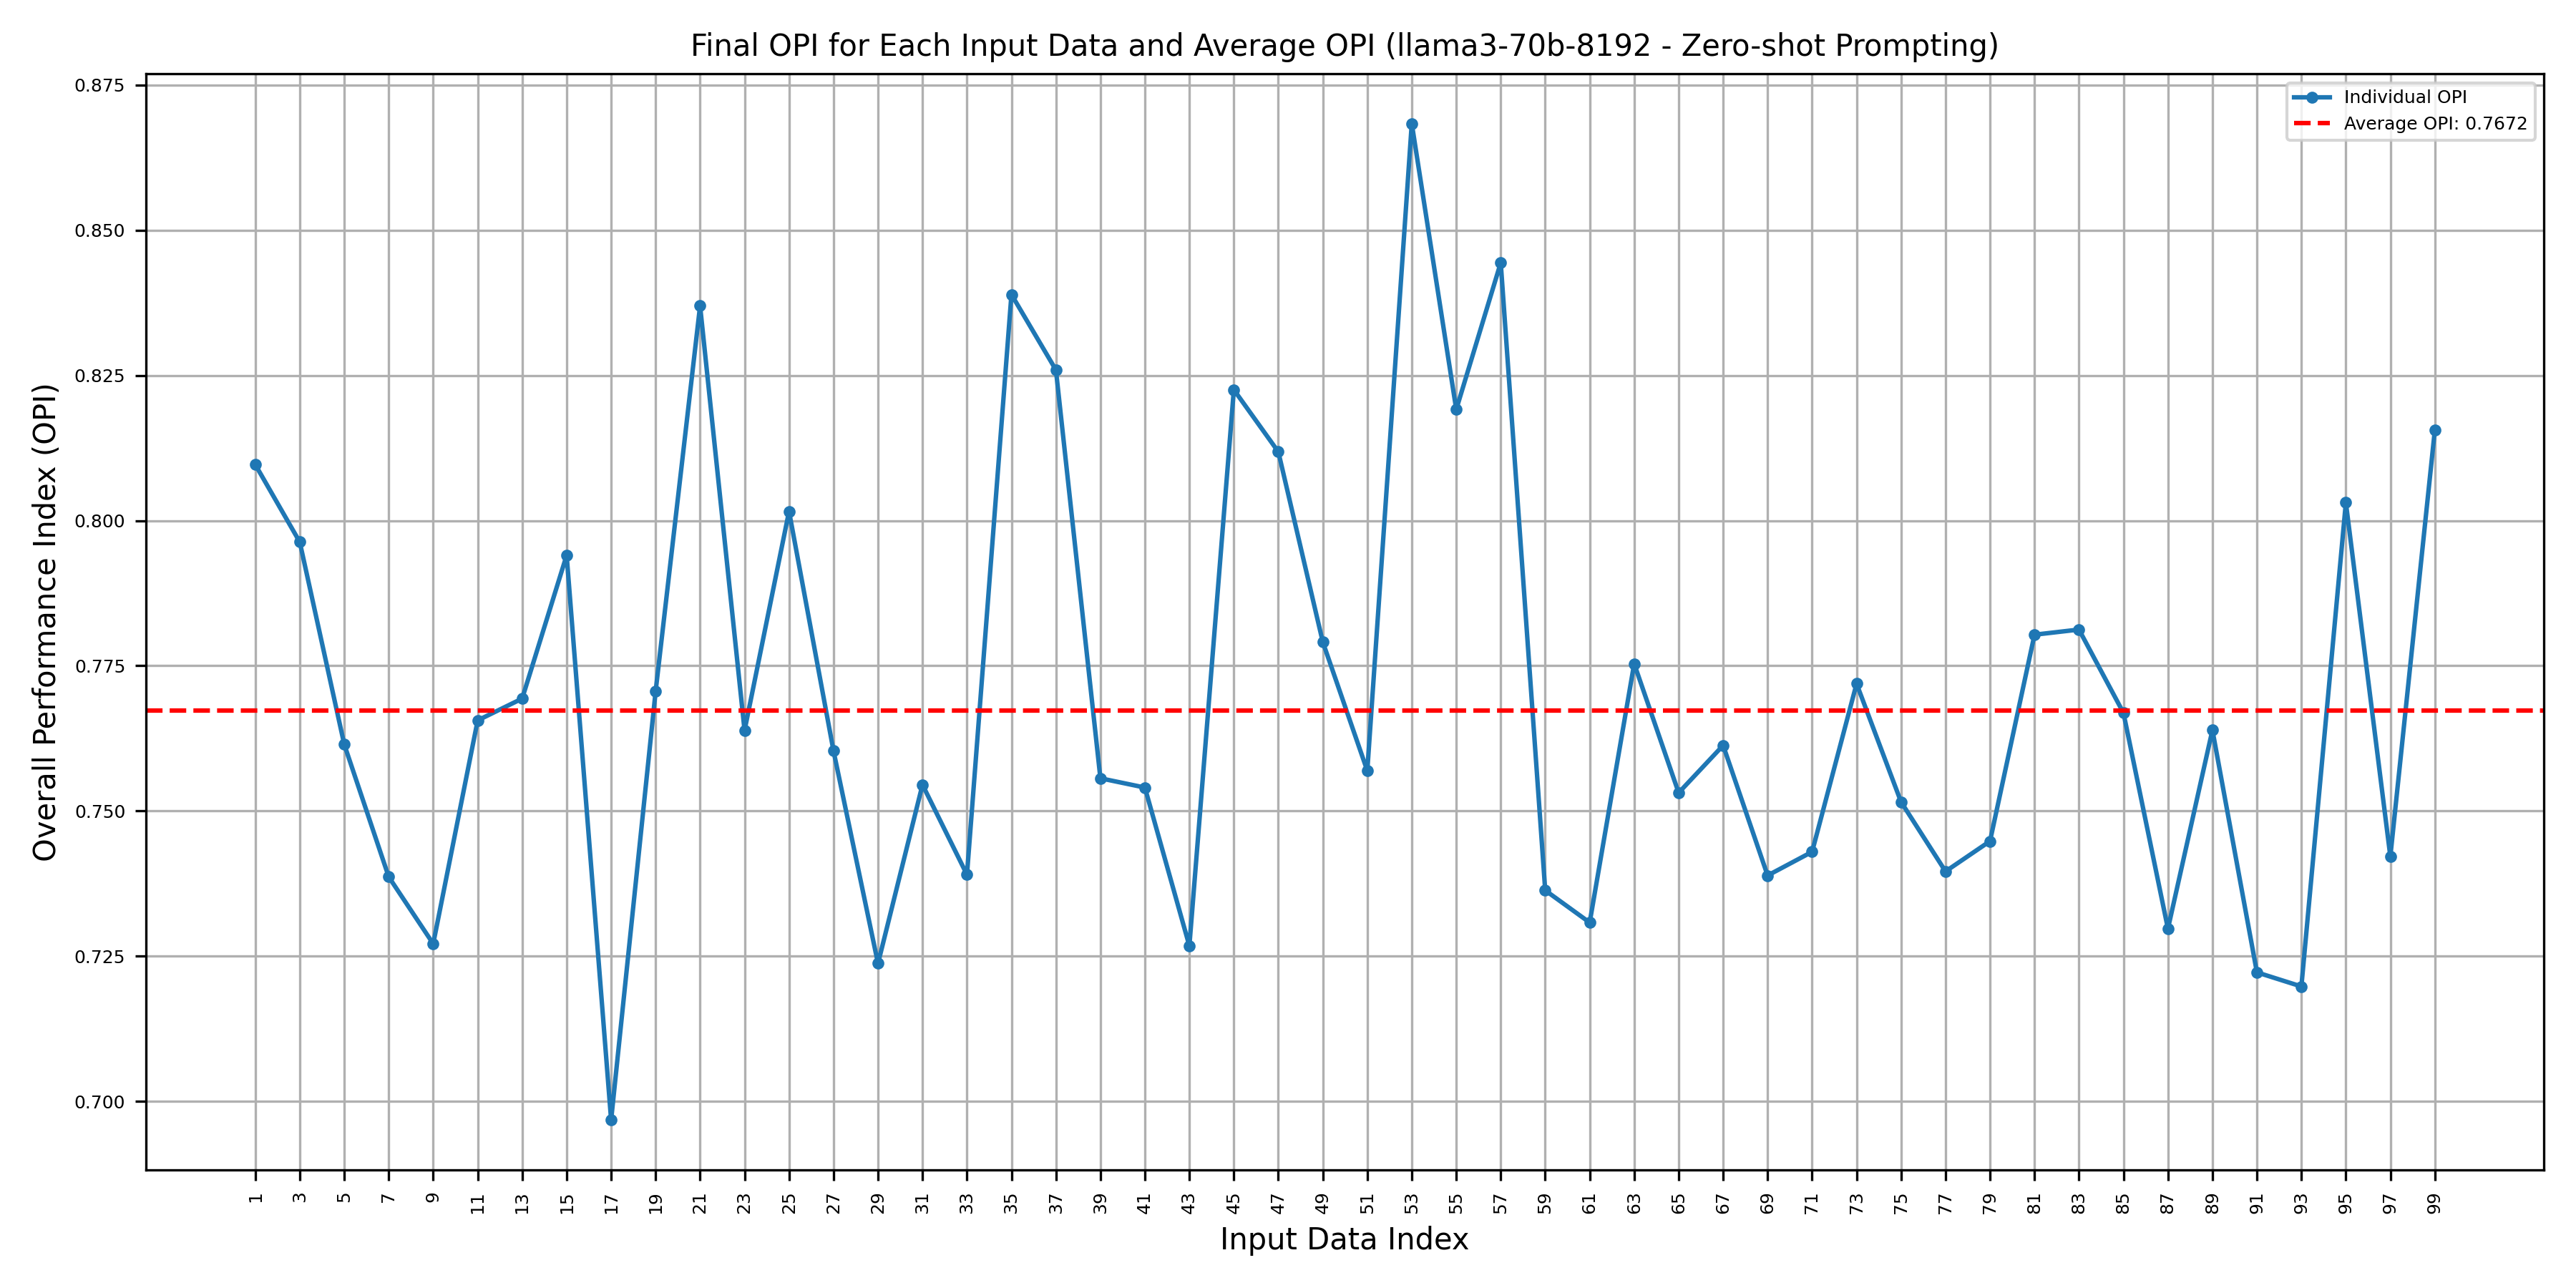 Final OPI for Each Input Data and Average OPI (llama3-70b-8192 - Zero-shot Prompting)
Individual OPI
Average OPI: 0.7672
Overall Performance Index (OPI)
0.875
0.850
0.825
0.800
0.775
0.750
0.725
0.700
1 3 5 7 9 11 13 15 17 19 21 23 25 27 29 31 33 35 37 39 41 43 45 47 49 51 53 55 57 59 61 63 65 67 69 71 73 75 77 79 81 83 85 87 89 91 93 95 97 99
Input Data Index